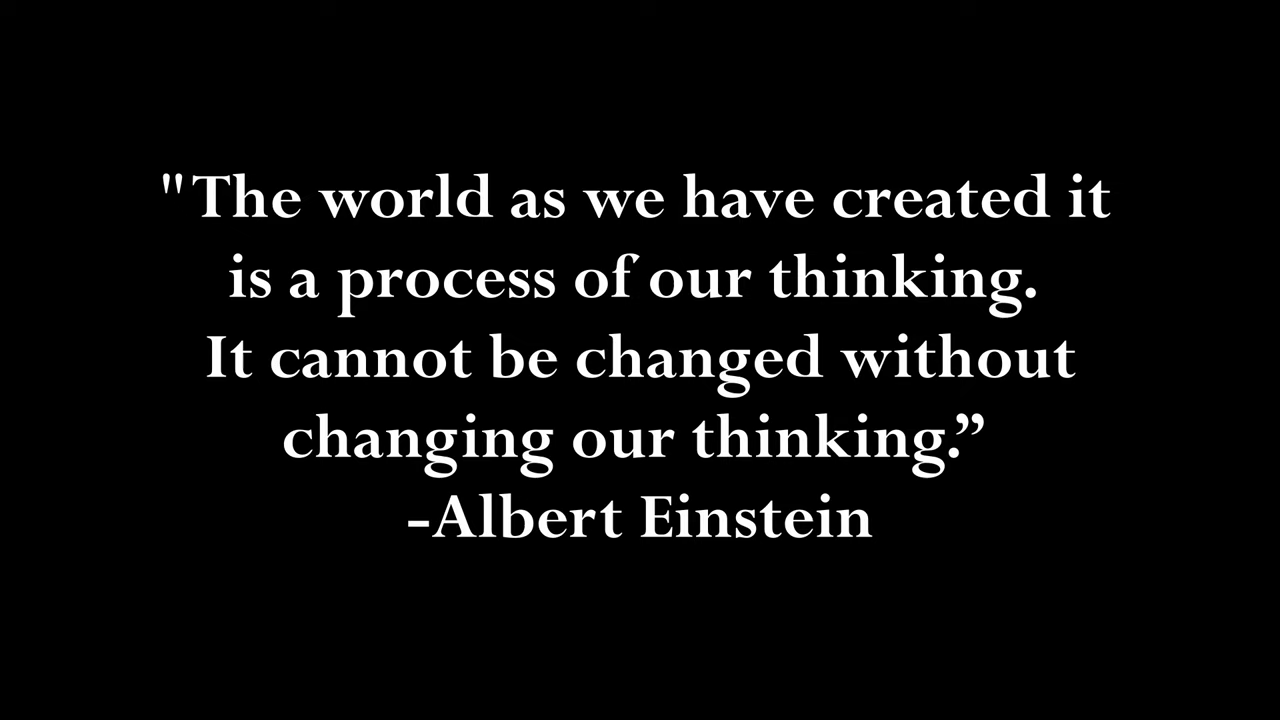 "The world as we have created it
is a process of our thinking.
It cannot be changed without
changing our thinking.”
-Albert Einstein